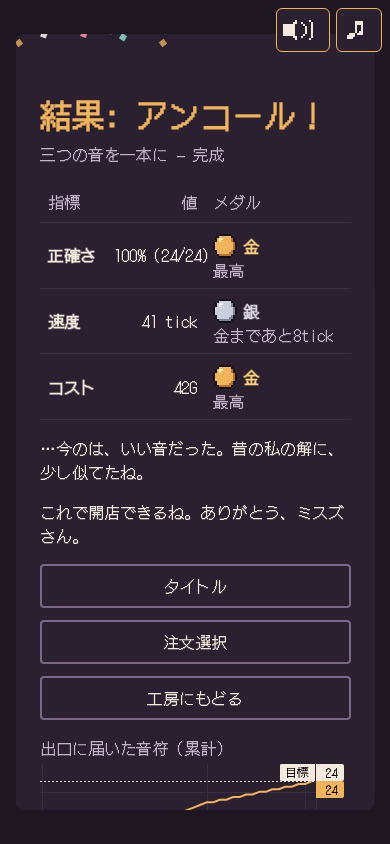 結果: アンコール！
三つの音を一本に – 完成
指標 値 メダル
正確さ 100% (24/24) 金
最高
速度 41 tick 銀
金まであと8tick
コスト 42G 金
最高
…今のは、いい音だった。昔の私の解に、
少し似てたね。
これで開店できるね。ありがとう、ミスズ
さん。
タイトル
注文選択
工房にもどる
出口に届いた音符（累計）
目標 24
24